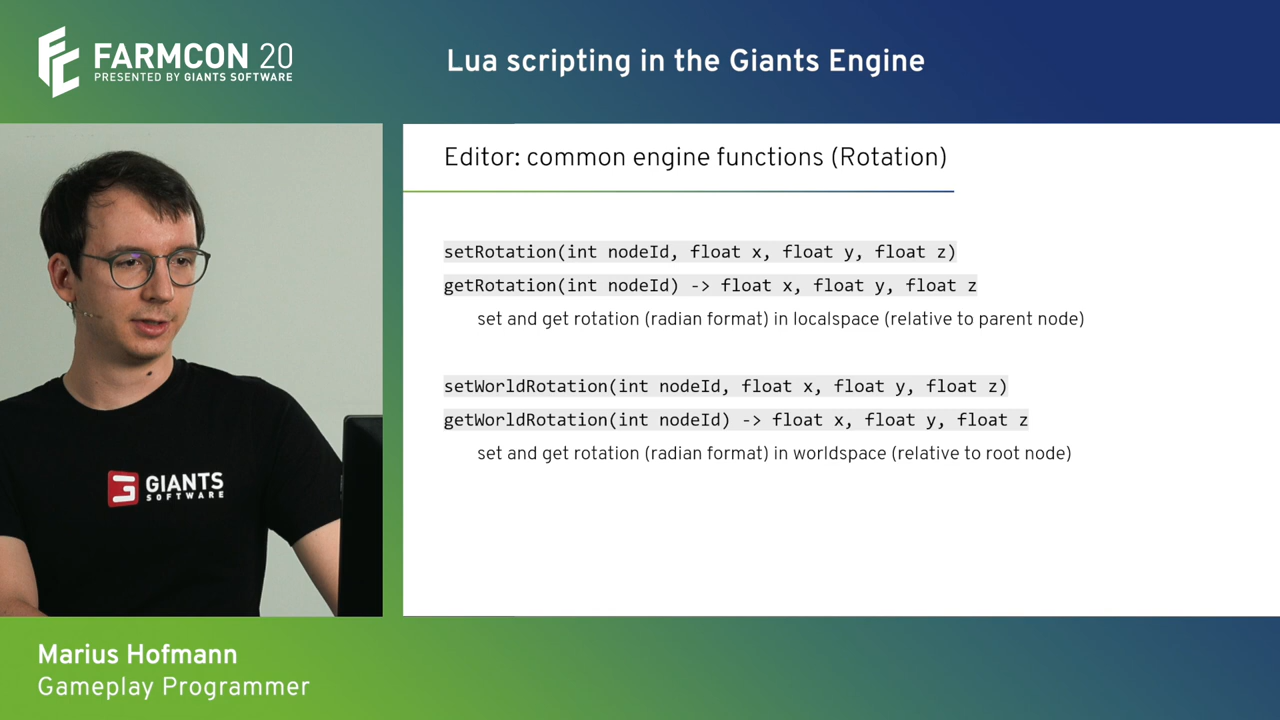 FARMCON 20
PRESENTED BY GIANTS SOFTWARE
Lua scripting in the Giants Engine
Editor: common engine functions (Rotation)
setRotation(int nodeId, float x, float y, float z)
getRotation(int nodeId) -> float x, float y, float z
set and get rotation (radian format) in localspace (relative to parent node)
setWorldRotation(int nodeId, float x, float y, float z)
getWorldRotation(int nodeId) -> float x, float y, float z
set and get rotation (radian format) in worldspace (relative to root node)
GIANTS
SOFTWARE
Marius Hofmann
Gameplay Programmer